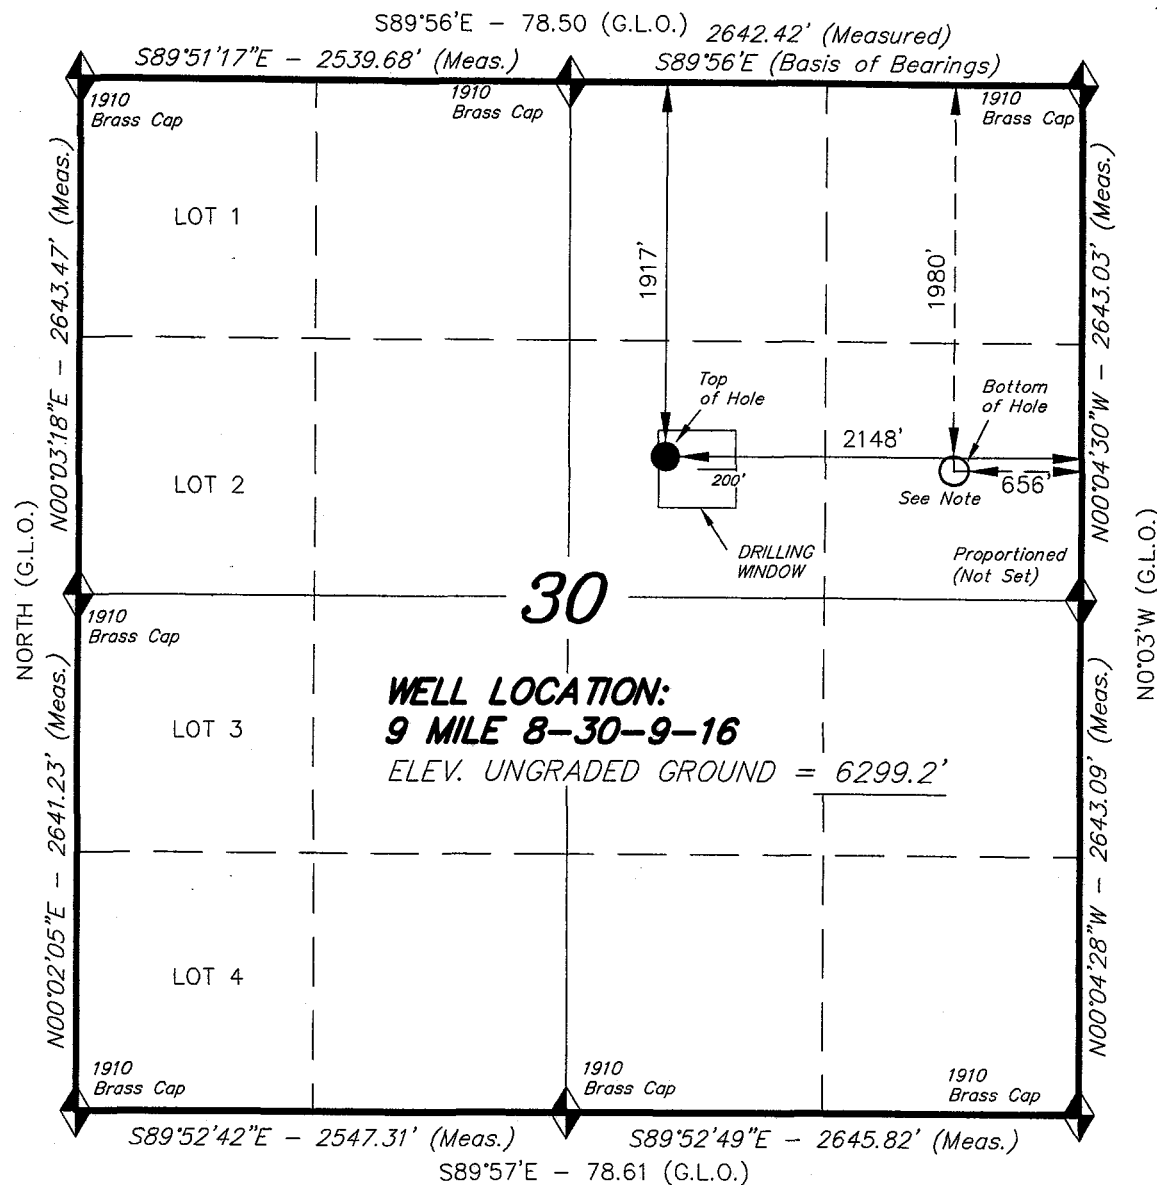 S89°56'E - 78.50 (G.L.O.)
2642.42' (Measured)
S89°51'17"E - 2539.68' (Meas.)
S89°56'E (Basis of Bearings)
1910
Brass Cap
1910
Brass Cap
1910
Brass Cap
N00°03'18"E - 2643.47' (Meas.)
LOT 1
1917'
1980'
N00°04'30"W - 2643.03' (Meas.)
Top
of Hole
Bottom
of Hole
2148'
LOT 2
200'
656'
See Note
DRILLING
WINDOW
Proportioned
(Not Set)
NORTH (G.L.O.)
N0°03'W (G.L.O.)
30
1910
Brass Cap
WELL LOCATION:
9 MILE 8-30-9-16
ELEV. UNGRADED GROUND = 6299.2'
LOT 3
N00°02'05"E - 2641.23' (Meas.)
N00°04'28"W - 2643.09' (Meas.)
LOT 4
1910
Brass Cap
1910
Brass Cap
1910
Brass Cap
S89°52'42"E - 2547.31' (Meas.)
S89°52'49"E - 2645.82' (Meas.)
S89°57'E - 78.61 (G.L.O.)